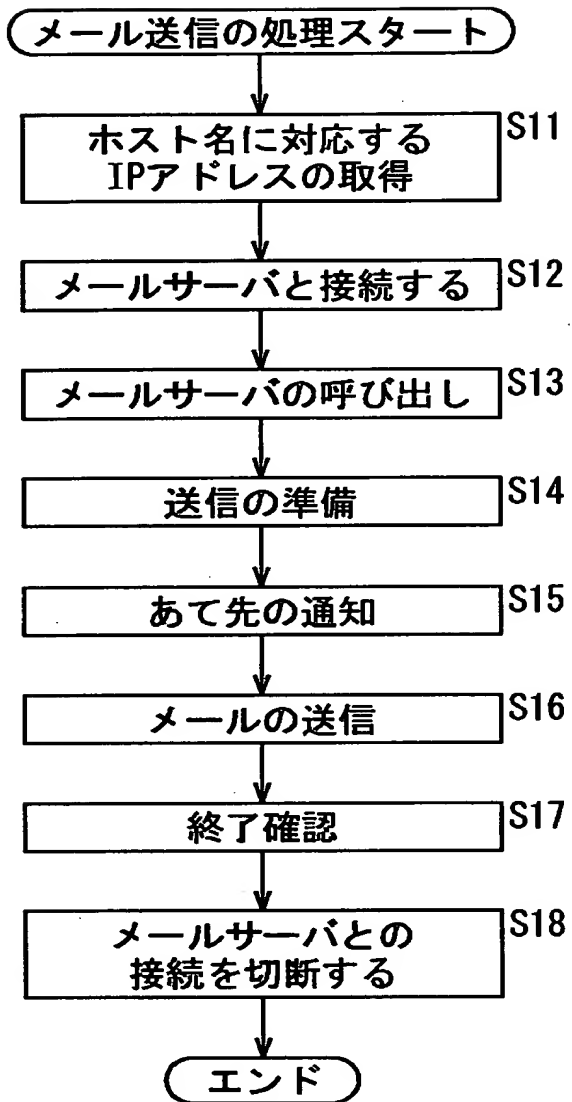 メール送信の処理スタート
ホスト名に対応する
IPアドレスの取得
S11
メールサーバと接続する
S12
メールサーバの呼び出し
S13
送信の準備
S14
あて先の通知
S15
メールの送信
S16
終了確認
S17
メールサーバとの
接続を切断する
S18
エンド